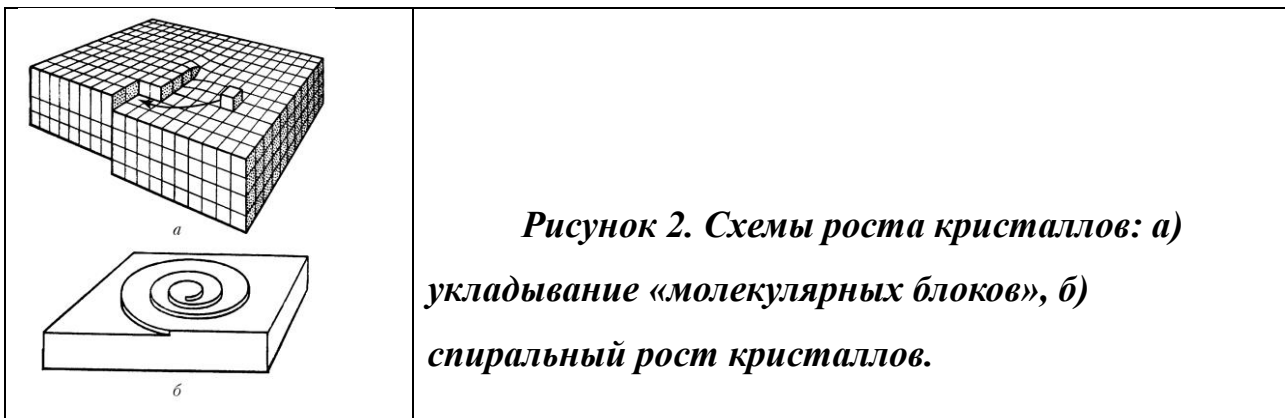 а
б
Рисунок 2. Схемы роста кристаллов: а)
укладывание «молекулярных блоков», б)
спиральный рост кристаллов.